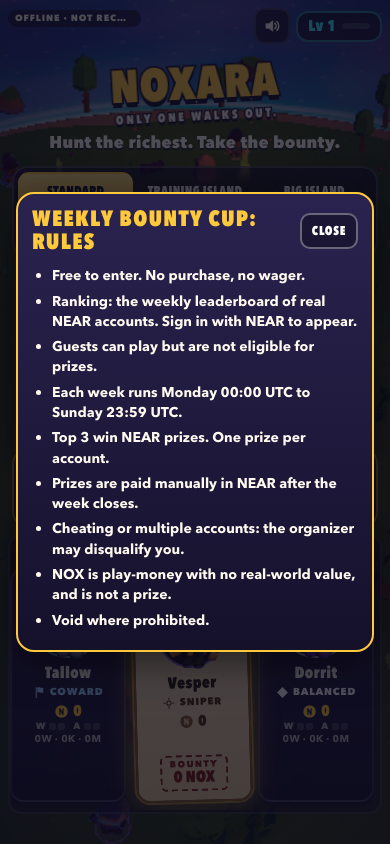 OFFLINE · NOT REC...
Lv 1
NOXARA
ONLY ONE WALKS OUT.
Hunt the richest. Take the bounty.
STANDARD
TRAINING ISLAND
BIG ISLAND
WEEKLY BOUNTY CUP:
RULES
CLOSE
• Free to enter. No purchase, no wager.
• Ranking: the weekly leaderboard of real
NEAR accounts. Sign in with NEAR to appear.
• Guests can play but are not eligible for
prizes.
• Each week runs Monday 00:00 UTC to
Sunday 23:59 UTC.
• Top 3 win NEAR prizes. One prize per
account.
• Prizes are paid manually in NEAR after the
week closes.
• Cheating or multiple accounts: the organizer
may disqualify you.
• NOX is play-money with no real-world value,
and is not a prize.
• Void where prohibited.
Tallow
COWARD
N 0
W A
0W · 0K · 0M
Vesper
SNIPER
N 0
BOUNTY
0 NOX
Dorrit
BALANCED
N 0
W A
0W · 0K · 0M